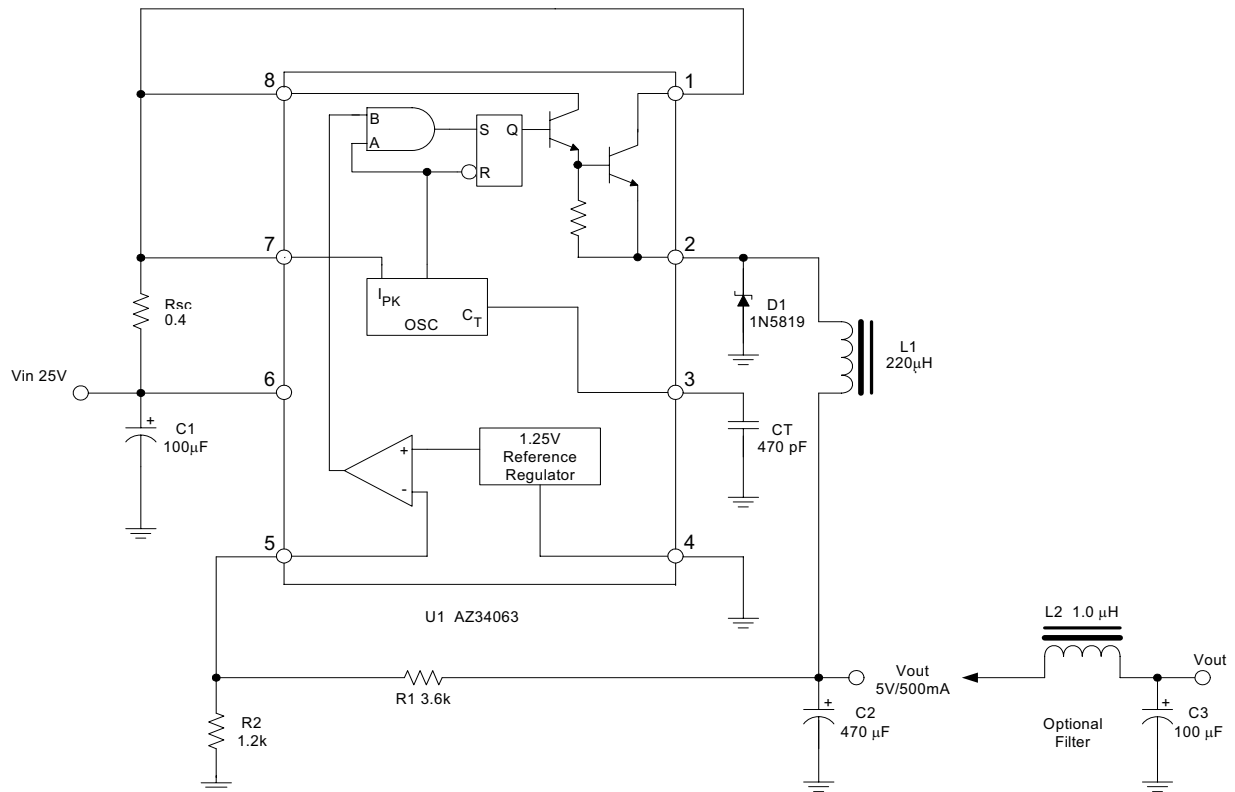 8
1
B
A
S Q
R
7
2
I PK
OSC
C T
Rsc
0.4
D1
1N5819
L1
220µH
Vin 25V
6
3
C1
100µF
+
CT
470 pF
1.25V
Reference
Regulator
+
-
5
4
U1 AZ34063
L2 1.0 µH
Vout
5V/500mA
Vout
R1 3.6k
R2
1.2k
+
C2
470 µF
Optional
Filter
+
C3
100 µF